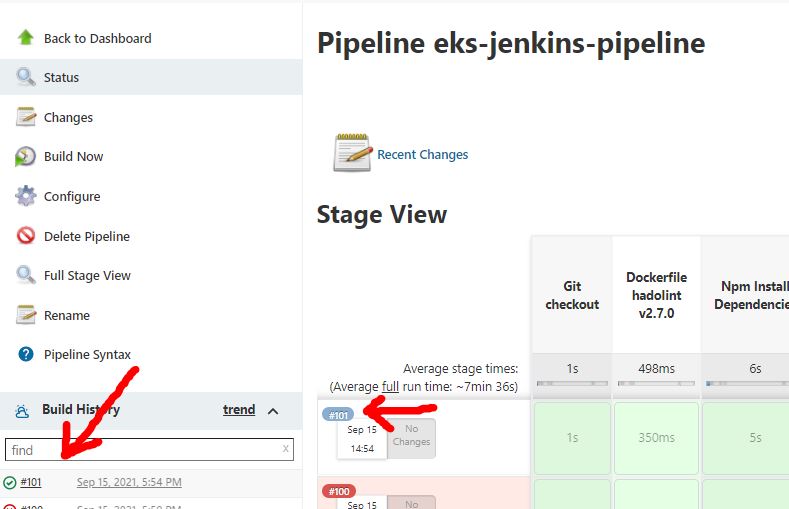 Back to Dashboard
Status
Changes
Build Now
Configure
Delete Pipeline
Full Stage View
Rename
Pipeline Syntax
Build History trend
find x
#101 Sep 15, 2021, 5:54 PM
Pipeline eks-jenkins-pipeline
Recent Changes
Stage View
Git
checkout
Dockerfile
hadolint
v2.7.0
Npm Install
Dependencie
Average stage times:
(Average full run time: ~7min 36s)
1s 498ms 6s
#101
Sep 15
14:54
No
Changes
1s 350ms 5s
#100
Sep 15
No